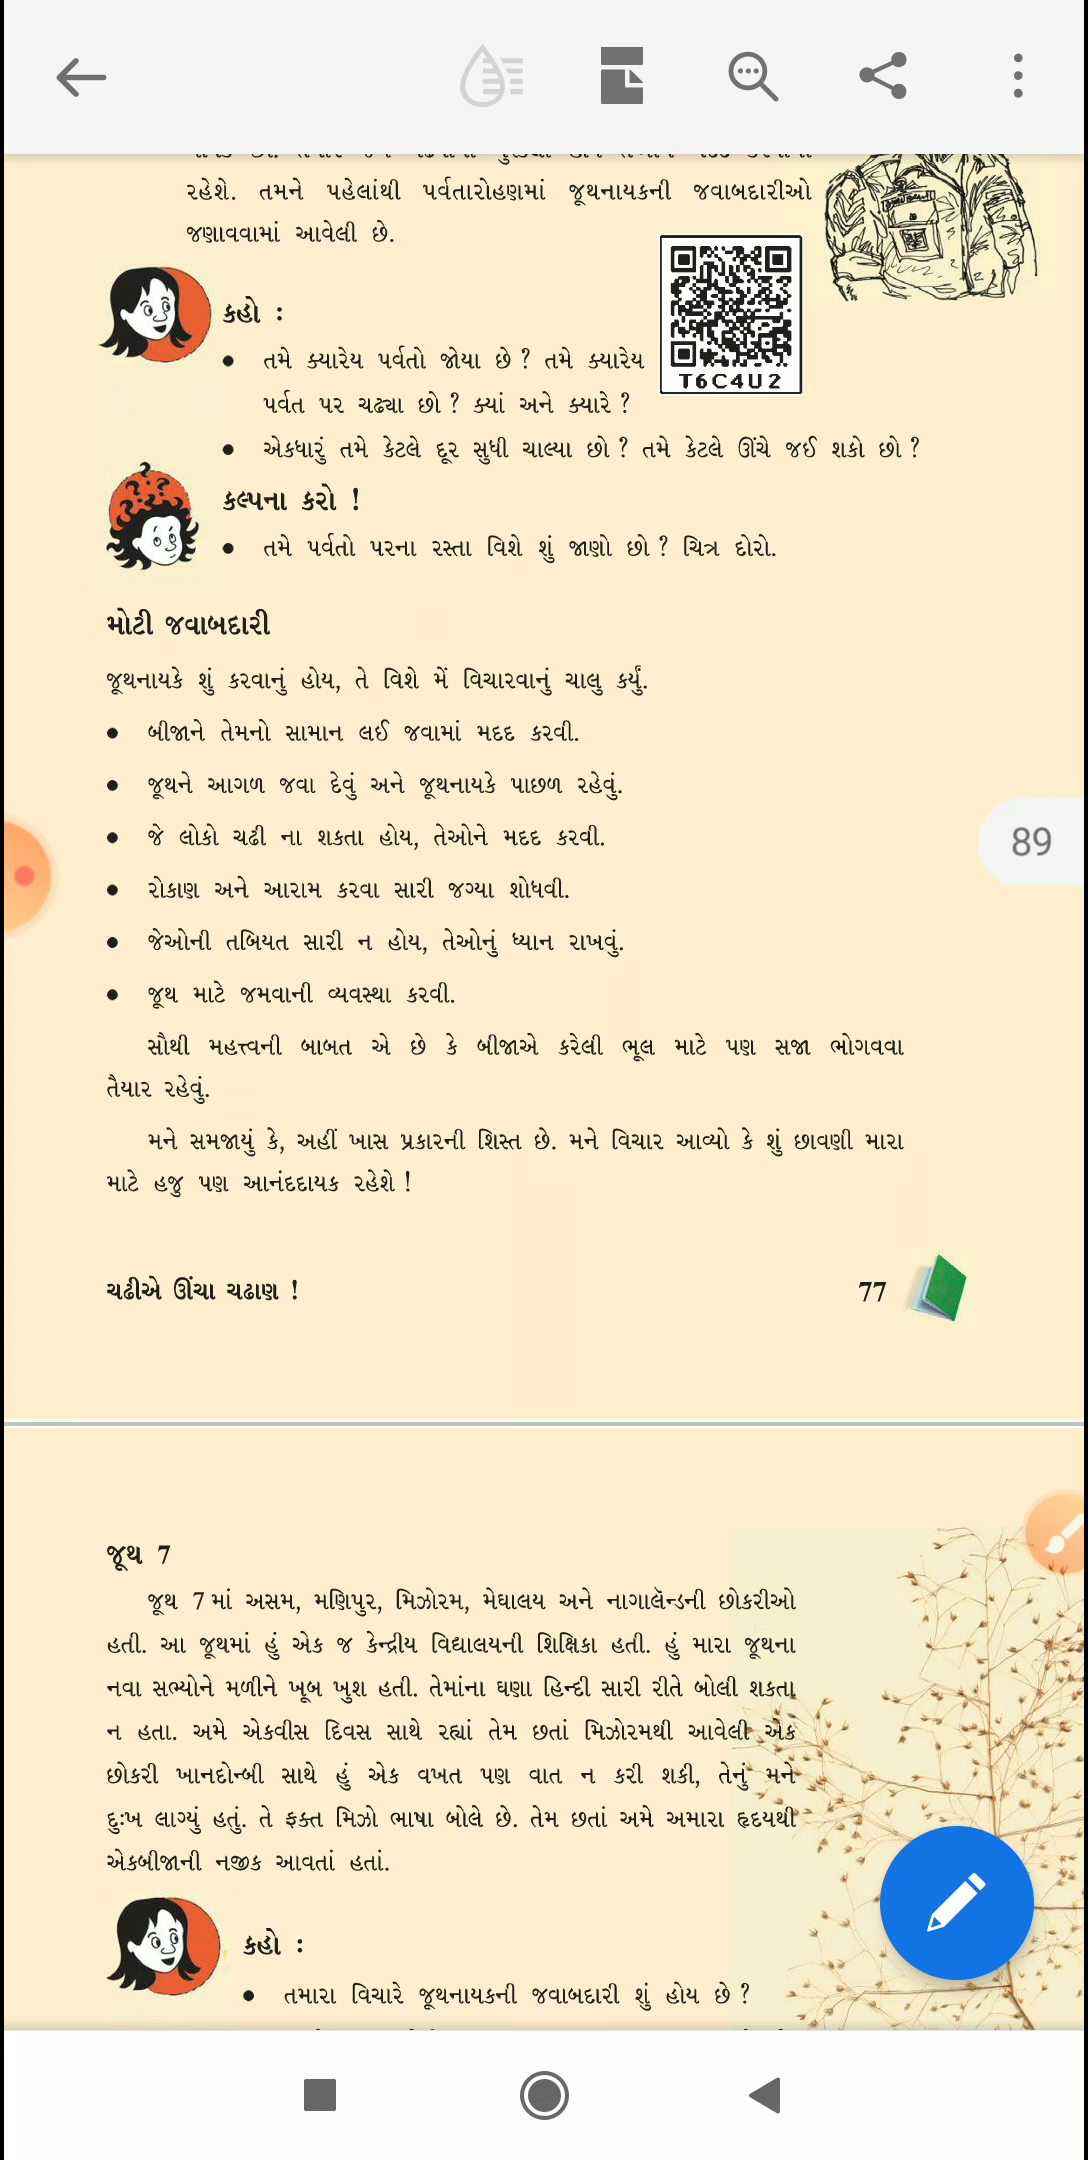 રહેશે. તમને પહેલાંથી પર્વતારોહણમાં જૂથનાયકની જવાબદારીઓ
જણાવવામાં આવેલી છે.
T6C4U2
કહો :
• તમે ક્યારેય પર્વતો જોયા છે ? તમે ક્યારેય
પર્વત પર ચઢ્યા છો ? ક્યાં અને ક્યારે ?
• એકધારું તમે કેટલે દૂર સુધી ચાલ્યા છો ? તમે કેટલે ઊંચે જઈ શકો છો ?
કલ્પના કરો !
• તમે પર્વતો પરના રસ્તા વિશે શું જાણો છો ? ચિત્ર દોરો.
મોટી જવાબદારી
જૂથનાયકે શું કરવાનું હોય, તે વિશે મેં વિચારવાનું ચાલુ કર્યું.
• બીજાને તેમનો સામાન લઈ જવામાં મદદ કરવી.
• જૂથને આગળ જવા દેવું અને જૂથનાયકે પાછળ રહેવું.
• જે લોકો ચઢી ના શકતા હોય, તેઓને મદદ કરવી.
89
• રોકાણ અને આરામ કરવા સારી જગ્યા શોધવી.
• જેઓની તબિયત સારી ન હોય, તેઓનું ધ્યાન રાખવું.
• જૂથ માટે જમવાની વ્યવસ્થા કરવી.
સૌથી મહત્ત્વની બાબત એ છે કે બીજાએ કરેલી ભૂલ માટે પણ સજા ભોગવવા
તૈયાર રહેવું.
મને સમજાયું કે, અહીં ખાસ પ્રકારની શિસ્ત છે. મને વિચાર આવ્યો કે શું છાવણી મારા
માટે હજુ પણ આનંદદાયક રહેશે !
ચઢીએ ઊંચા ચઢાણ ! 77
જૂથ 7
જૂથ 7 માં અસમ, મણિપુર, મિઝોરમ, મેઘાલય અને નાગાલૅન્ડની છોકરીઓ
હતી. આ જૂથમાં હું એક જ કેન્દ્રીય વિદ્યાલયની શિક્ષિકા હતી. હું મારા જૂથના
નવા સભ્યોને મળીને ખૂબ ખુશ હતી. તેમાંના ઘણા હિન્દી સારી રીતે બોલી શકતા
ન હતા. અમે એકવીસ દિવસ સાથે રહ્યાં તેમ છતાં મિઝોરમથી આવેલી એક
છોકરી ખાનદોન્બી સાથે હું એક વખત પણ વાત ન કરી શકી, તેનું મને
દુઃખ લાગ્યું હતું. તે ફક્ત મિઝો ભાષા બોલે છે. તેમ છતાં અમે અમારા હૃદયથી
એકબીજાની નજીક આવતાં હતાં.
કહો :
• તમારા વિચારે જૂથનાયકની જવાબદારી શું હોય છે ?